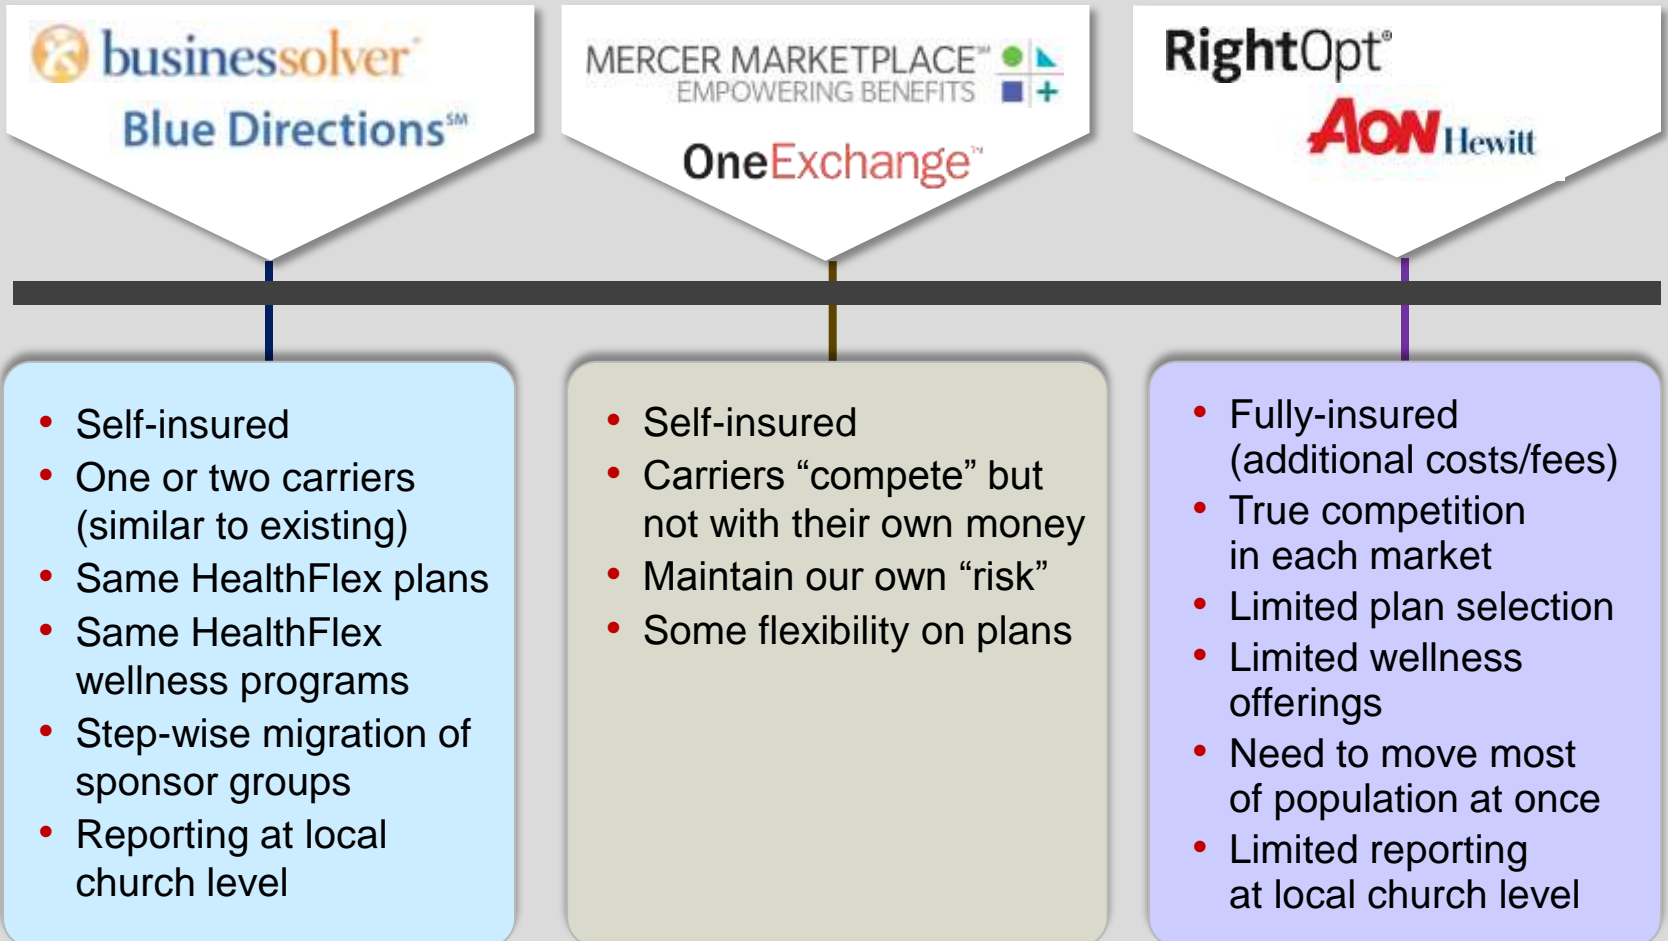 businessolver®
Blue Directions℠
MERCER MARKETPLACE℠
EMPOWERING BENEFITS
OneExchange™
RightOpt®
AON Hewitt
• Self-insured
• One or two carriers
(similar to existing)
• Same HealthFlex plans
• Same HealthFlex
wellness programs
• Step-wise migration of
sponsor groups
• Reporting at local
church level
• Self-insured
• Carriers “compete” but
not with their own money
• Maintain our own “risk”
• Some flexibility on plans
• Fully-insured
(additional costs/fees)
• True competition
in each market
• Limited plan selection
• Limited wellness
offerings
• Need to move most
of population at once
• Limited reporting
at local church level